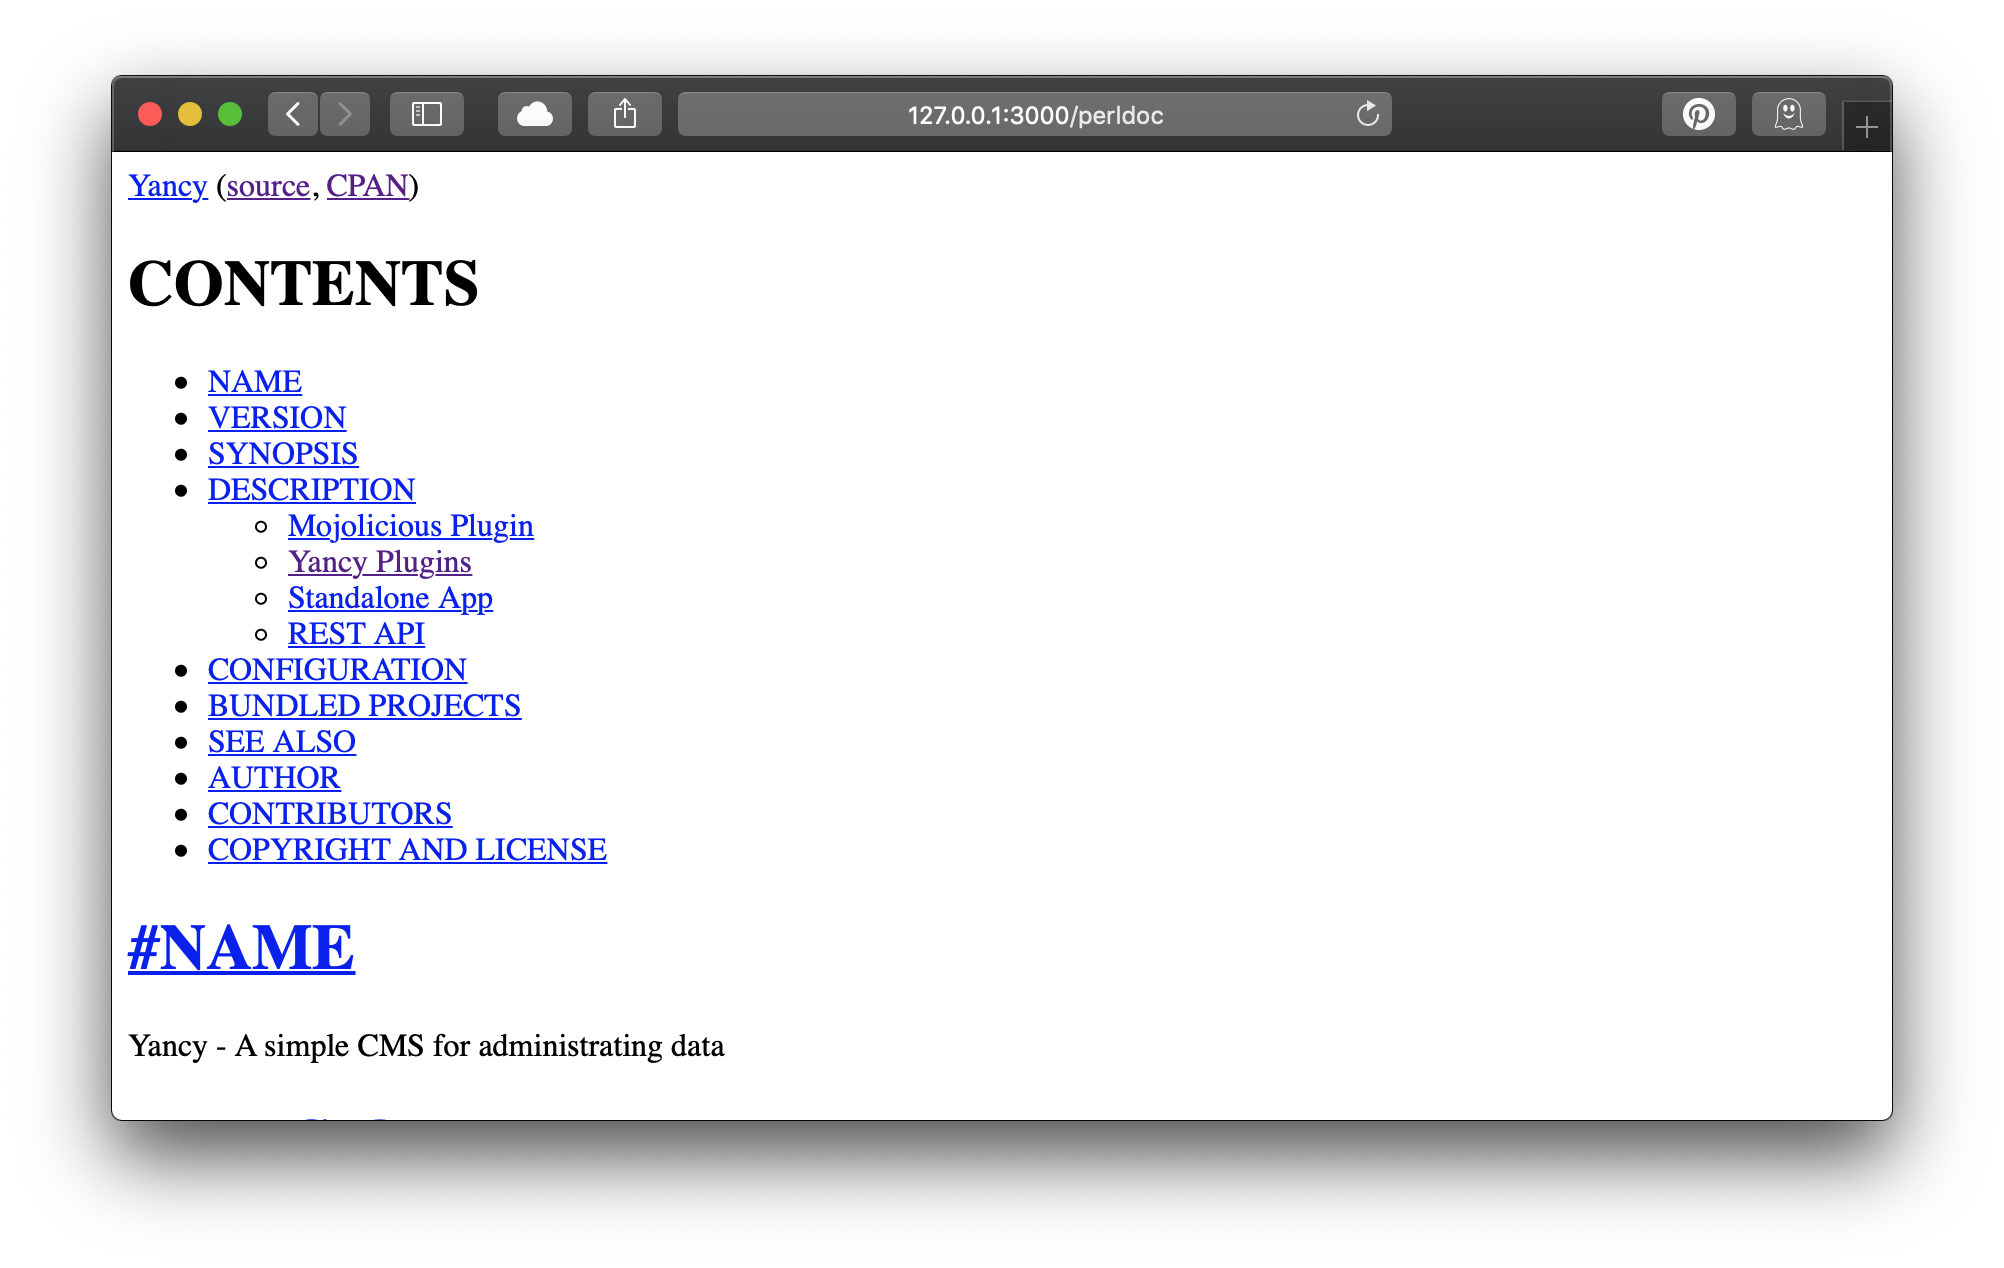 127.0.0.1:3000/perldoc
Yancy (source, CPAN)
CONTENTS
NAME
VERSION
SYNOPSIS
DESCRIPTION
Mojolicious Plugin
Yancy Plugins
Standalone App
REST API
CONFIGURATION
BUNDLED PROJECTS
SEE ALSO
AUTHOR
CONTRIBUTORS
COPYRIGHT AND LICENSE
#NAME
Yancy - A simple CMS for administrating data